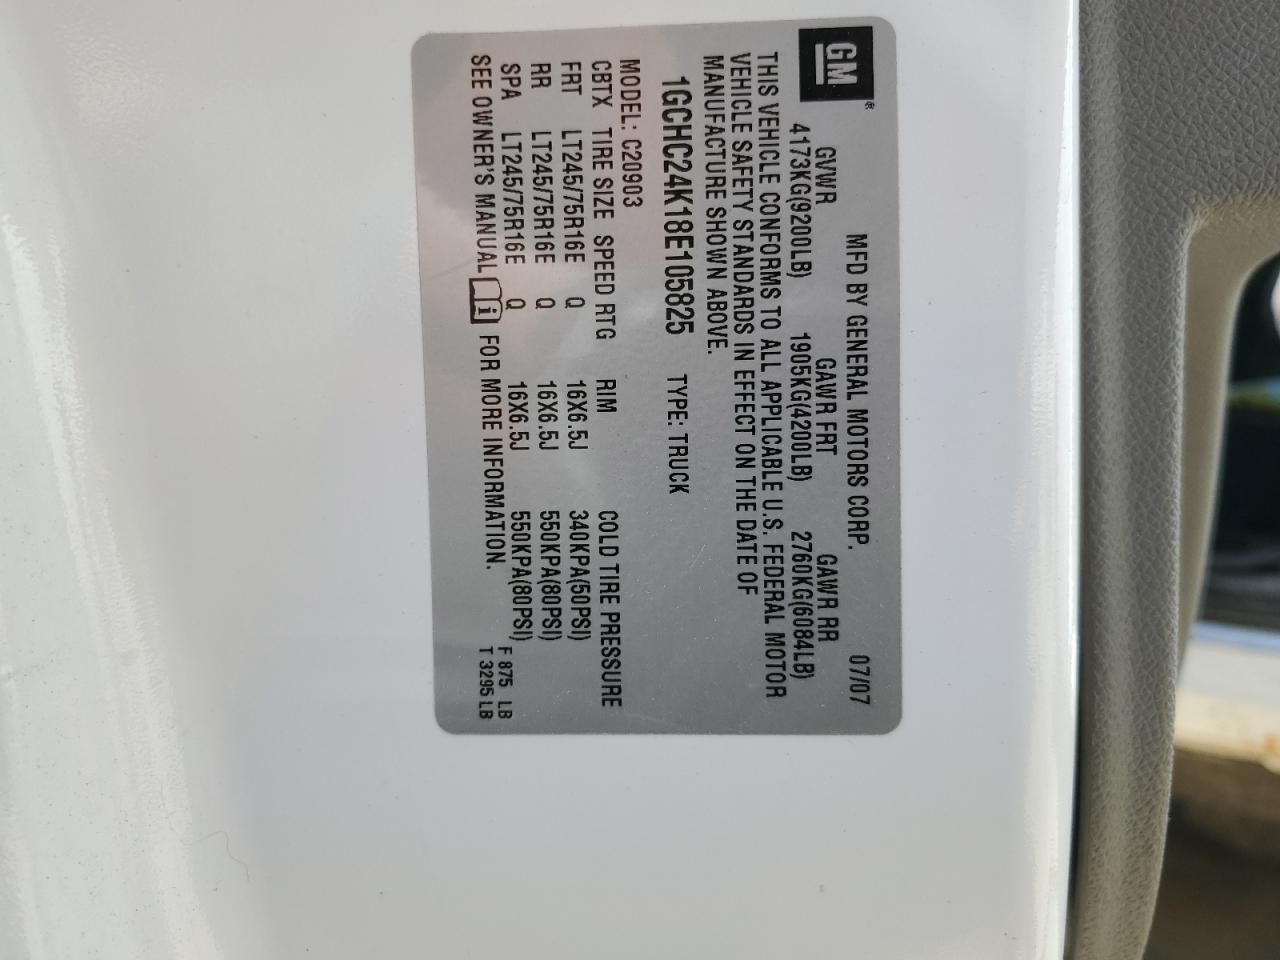 GM
®
MFD BY GENERAL MOTORS CORP. 07/07
GVWR GAWR FRT GAWR RR
4173KG(9200LB) 1905KG(4200LB) 2760KG(6084LB)
THIS VEHICLE CONFORMS TO ALL APPLICABLE U.S. FEDERAL MOTOR
VEHICLE SAFETY STANDARDS IN EFFECT ON THE DATE OF
MANUFACTURE SHOWN ABOVE.
1GCHC24K18E105825 TYPE: TRUCK
MODEL: C20903
CBTX TIRE SIZE SPEED RTG RIM COLD TIRE PRESSURE
FRT LT245/75R16E Q 16X6.5J 340KPA(50PSI)
RR LT245/75R16E Q 16X6.5J 550KPA(80PSI)
SPA LT245/75R16E Q 16X6.5J 550KPA(80PSI)
SEE OWNER'S MANUAL i FOR MORE INFORMATION.
F 875 LB
T 3295 LB